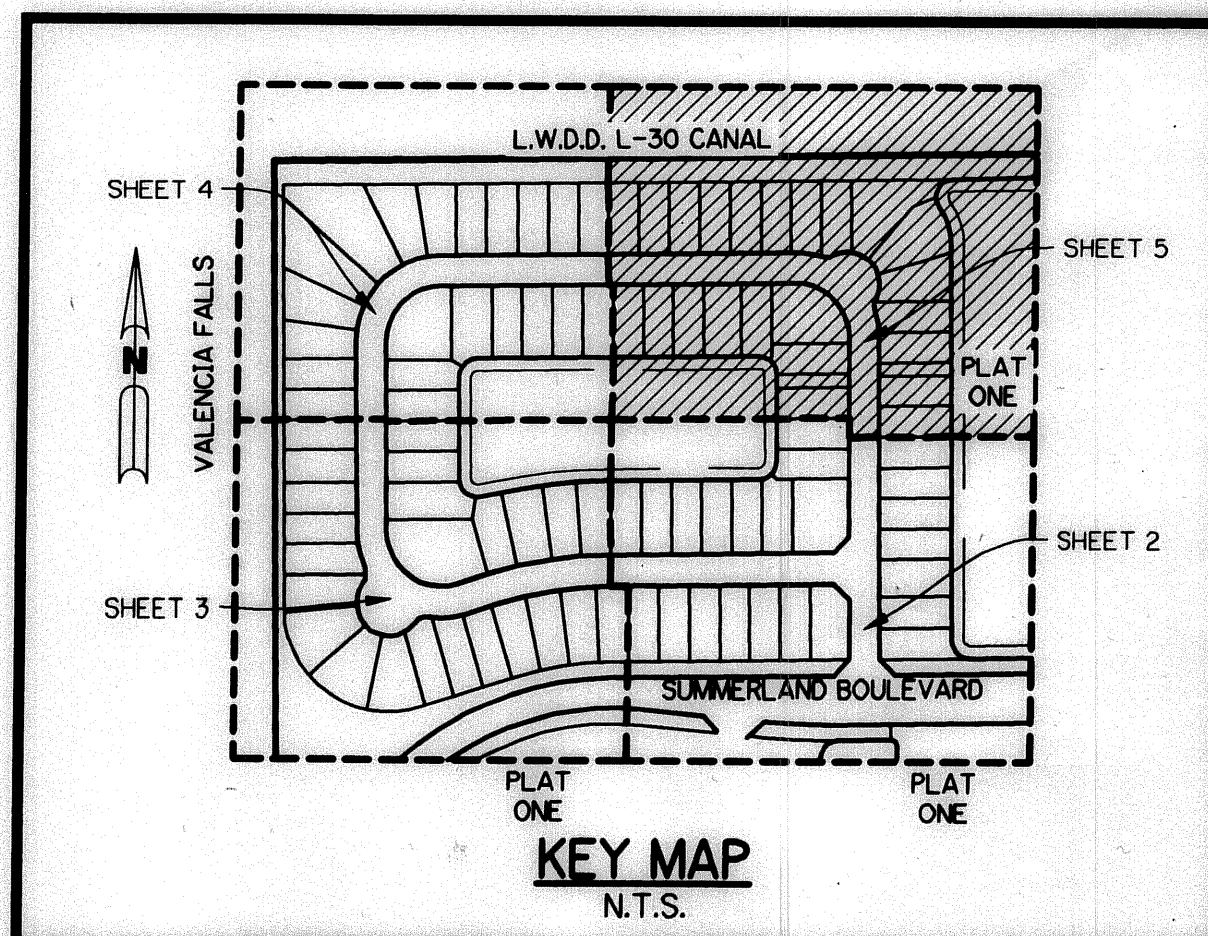 L.W.D.D. L-30 CANAL
SHEET 4
SHEET 5
VALENCIA FALLS
N
PLAT
ONE
SHEET 2
SHEET 3
SUMMERLAND BOULEVARD
PLAT
ONE
PLAT
ONE
KEY MAP
N.T.S.